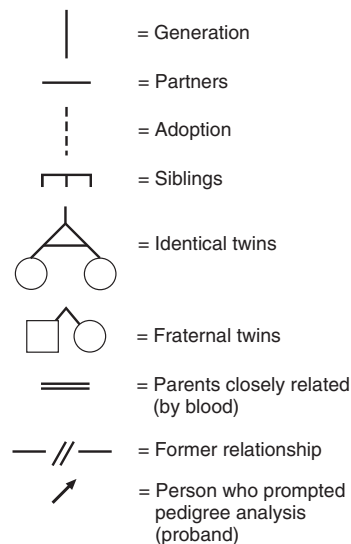 = Generation
= Partners
= Adoption
= Siblings
= Identical twins
= Fraternal twins
= Parents closely related
(by blood)
= Former relationship
= Person who prompted
pedigree analysis
(proband)